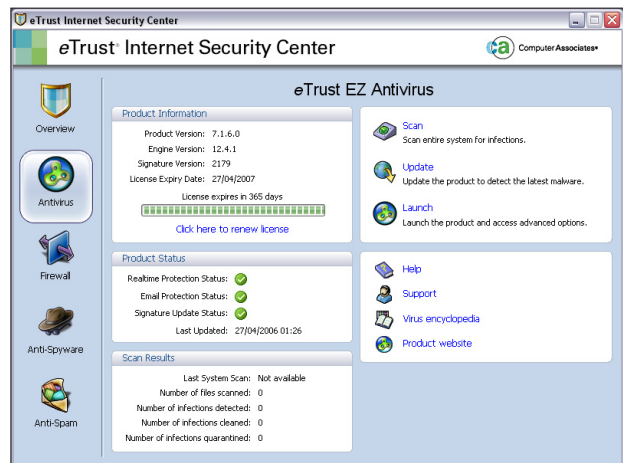 eTrust Internet Security Center
eTrust® Internet Security Center
ca Computer Associates®
Overview
Antivirus
Firewall
Anti-Spyware
Anti-Spam
eTrust EZ Antivirus
Product Information
Product Version: 7.1.6.0
Engine Version: 12.4.1
Signature Version: 2179
License Expiry Date: 27/04/2007
License expires in 365 days
Click here to renew license
Product Status
Realtime Protection Status:
Email Protection Status:
Signature Update Status:
Last Updated: 27/04/2006 01:26
Scan Results
Last System Scan: Not available
Number of files scanned: 0
Number of infections detected: 0
Number of infections cleaned: 0
Number of infections quarantined: 0
Scan
Scan entire system for infections.
Update
Update the product to detect the latest malware.
Launch
Launch the product and access advanced options.
Help
Support
Virus encyclopedia
Product website